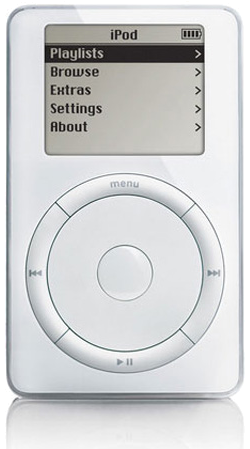 iPod
Playlists >
Browse >
Extras >
Settings >
About >
menu